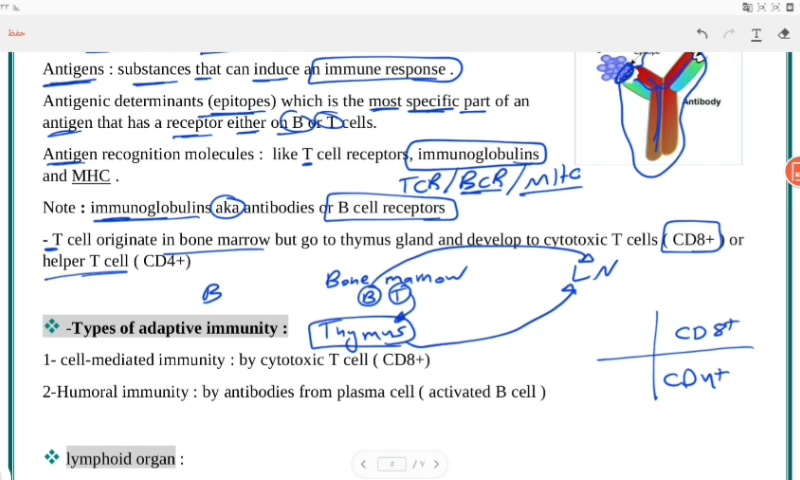 حفظ
Antigens : substances that can induce an immune response .
Antigenic determinants (epitopes) which is the most specific part of an
antigen that has a receptor either on B or T cells.
Antibody
Antigen recognition molecules : like T cell receptors, immunoglobulins
and MHC .
TCR/BCR/MHC
Note : immunoglobulins aka antibodies or B cell receptors
- T cell originate in bone marrow but go to thymus gland and develop to cytotoxic T cells ( CD8+ ) or
helper T cell ( CD4+)
Bone marrow
LN
B
B T
-Types of adaptive immunity :
Thymus
CD8+
1- cell-mediated immunity : by cytotoxic T cell ( CD8+)
CD4+
2-Humoral immunity : by antibodies from plasma cell ( activated B cell )
lymphoid organ :
٥ / ٧